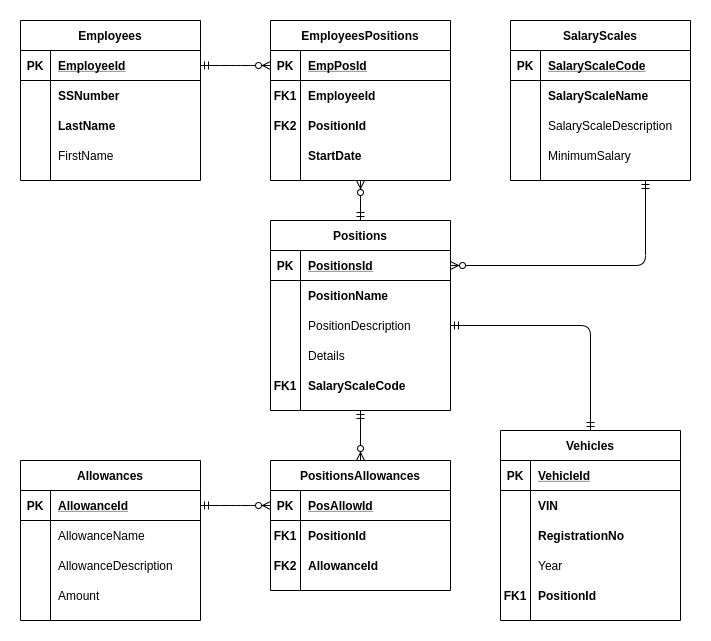 Employees
PK EmployeeId
SSNumber
LastName
FirstName
EmployeesPositions
PK EmpPosId
FK1 EmployeeId
FK2 PositionId
StartDate
SalaryScales
PK SalaryScaleCode
SalaryScaleName
SalaryScaleDescription
MinimumSalary
Positions
PK PositionsId
PositionName
PositionDescription
Details
FK1 SalaryScaleCode
Allowances
PK AllowanceId
AllowanceName
AllowanceDescription
Amount
PositionsAllowances
PK PosAllowId
FK1 PositionId
FK2 AllowanceId
Vehicles
PK VehicleId
VIN
RegistrationNo
Year
FK1 PositionId